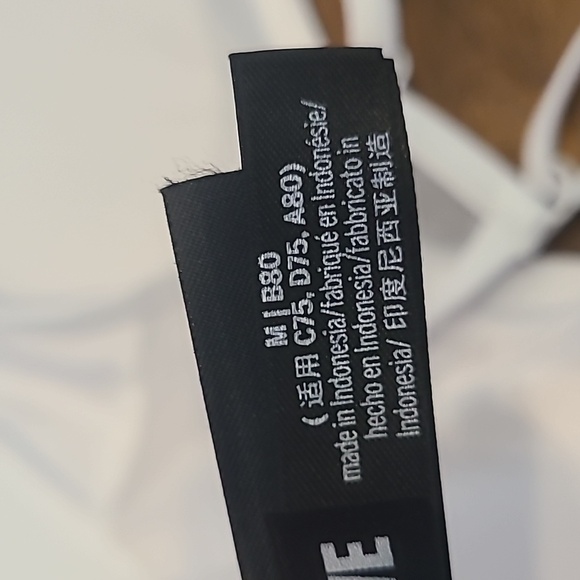 M | B80
(适用 C75, D75, A80)
made in Indonesia/fabriqué en Indonésie/
hecho en Indonesia/fabbricato in
Indonesia/ 印度尼西亚制造